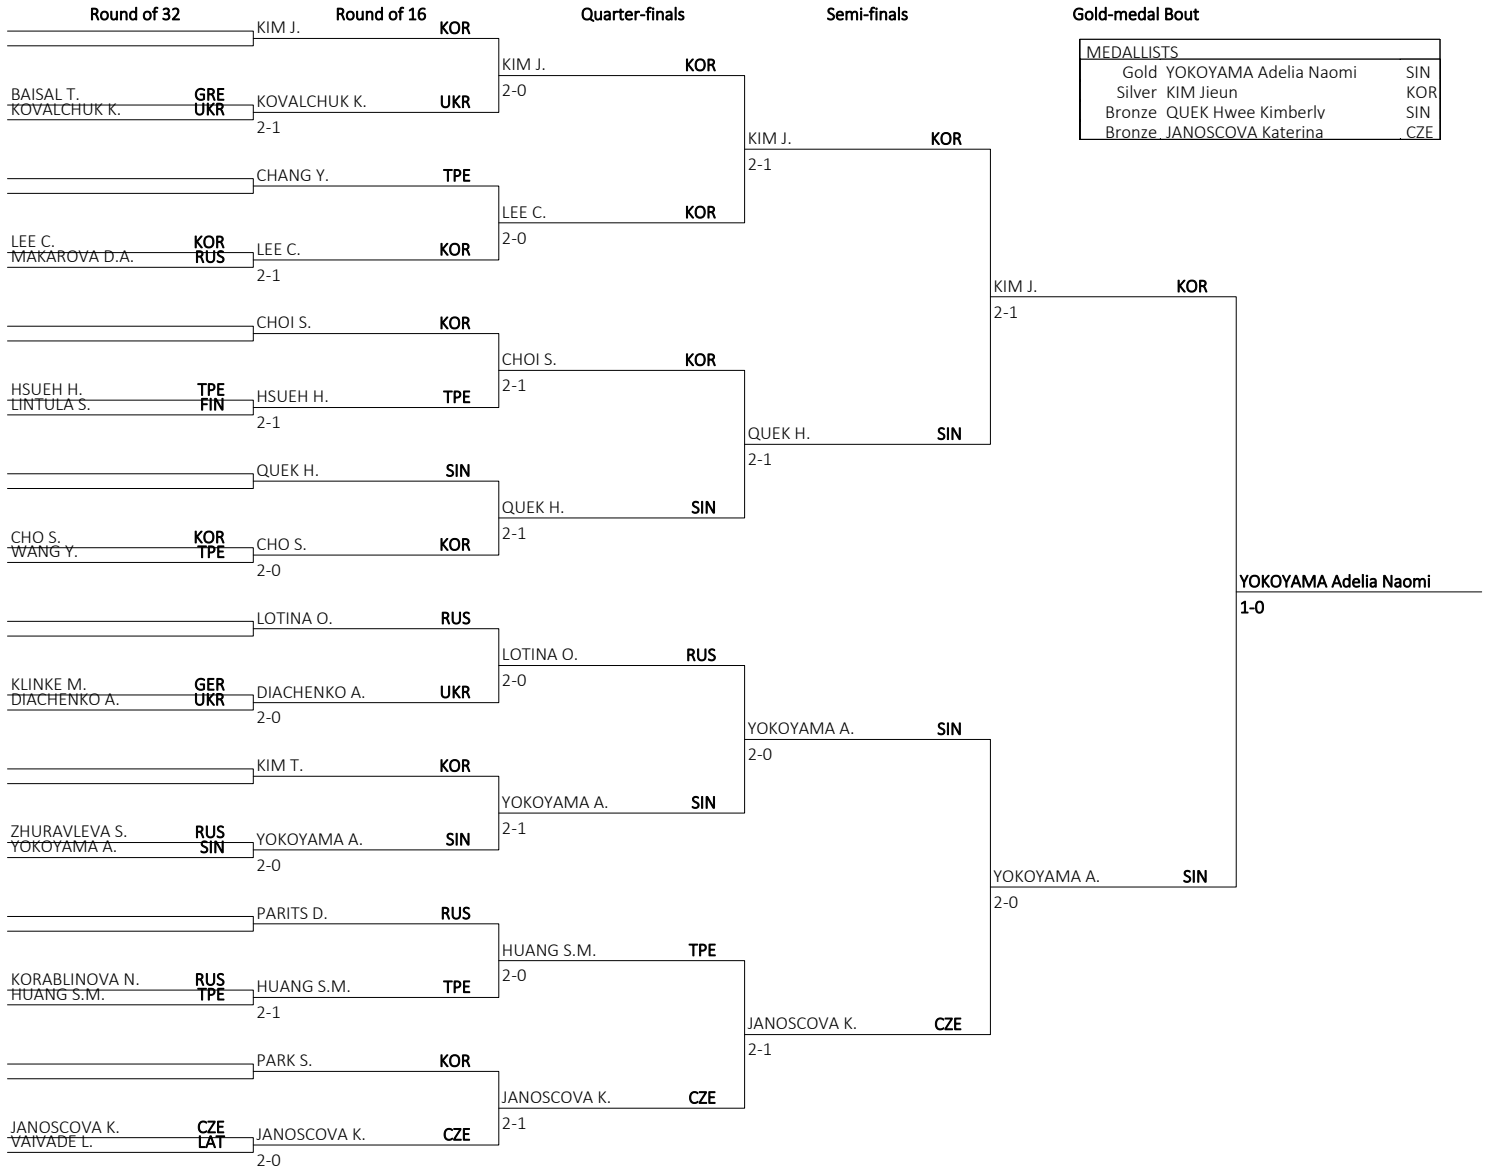 Round of 32 Round of 16 Quarter-finals Semi-finals Gold-medal Bout
KIM J. KOR
MEDALLISTS
Gold YOKOYAMA Adelia Naomi SIN
Silver KIM Jieun KOR
Bronze QUEK Hwee Kimberly SIN
Bronze JANOSCOVA Katerina CZE
KIM J. KOR
2-0
BAISAL T. GRE
KOVALCHUK K. UKR
KOVALCHUK K. UKR
2-1
KIM J. KOR
2-1
CHANG Y. TPE
LEE C. KOR
2-0
LEE C. KOR
MAKAROVA D.A. RUS
LEE C. KOR
2-1
KIM J. KOR
2-1
CHOI S. KOR
CHOI S. KOR
2-1
HSUEH H. TPE
LINTULA S. FIN
HSUEH H. TPE
2-1
QUEK H. SIN
2-1
QUEK H. SIN
QUEK H. SIN
2-1
CHO S. KOR
WANG Y. TPE
CHO S. KOR
2-0
YOKOYAMA Adelia Naomi
1-0
LOTINA O. RUS
LOTINA O. RUS
2-0
KLINKE M. GER
DIACHENKO A. UKR
DIACHENKO A. UKR
2-0
YOKOYAMA A. SIN
2-0
KIM T. KOR
YOKOYAMA A. SIN
2-1
ZHURAVLEVA S. RUS
YOKOYAMA A. SIN
YOKOYAMA A. SIN
2-0
YOKOYAMA A. SIN
2-0
PARITS D. RUS
HUANG S.M. TPE
2-0
KORABLINOVA N. RUS
HUANG S.M. TPE
HUANG S.M. TPE
2-1
JANOSCOVA K. CZE
2-1
PARK S. KOR
JANOSCOVA K. CZE
2-1
JANOSCOVA K. CZE
VAIVADE L. LAT
JANOSCOVA K. CZE
2-0